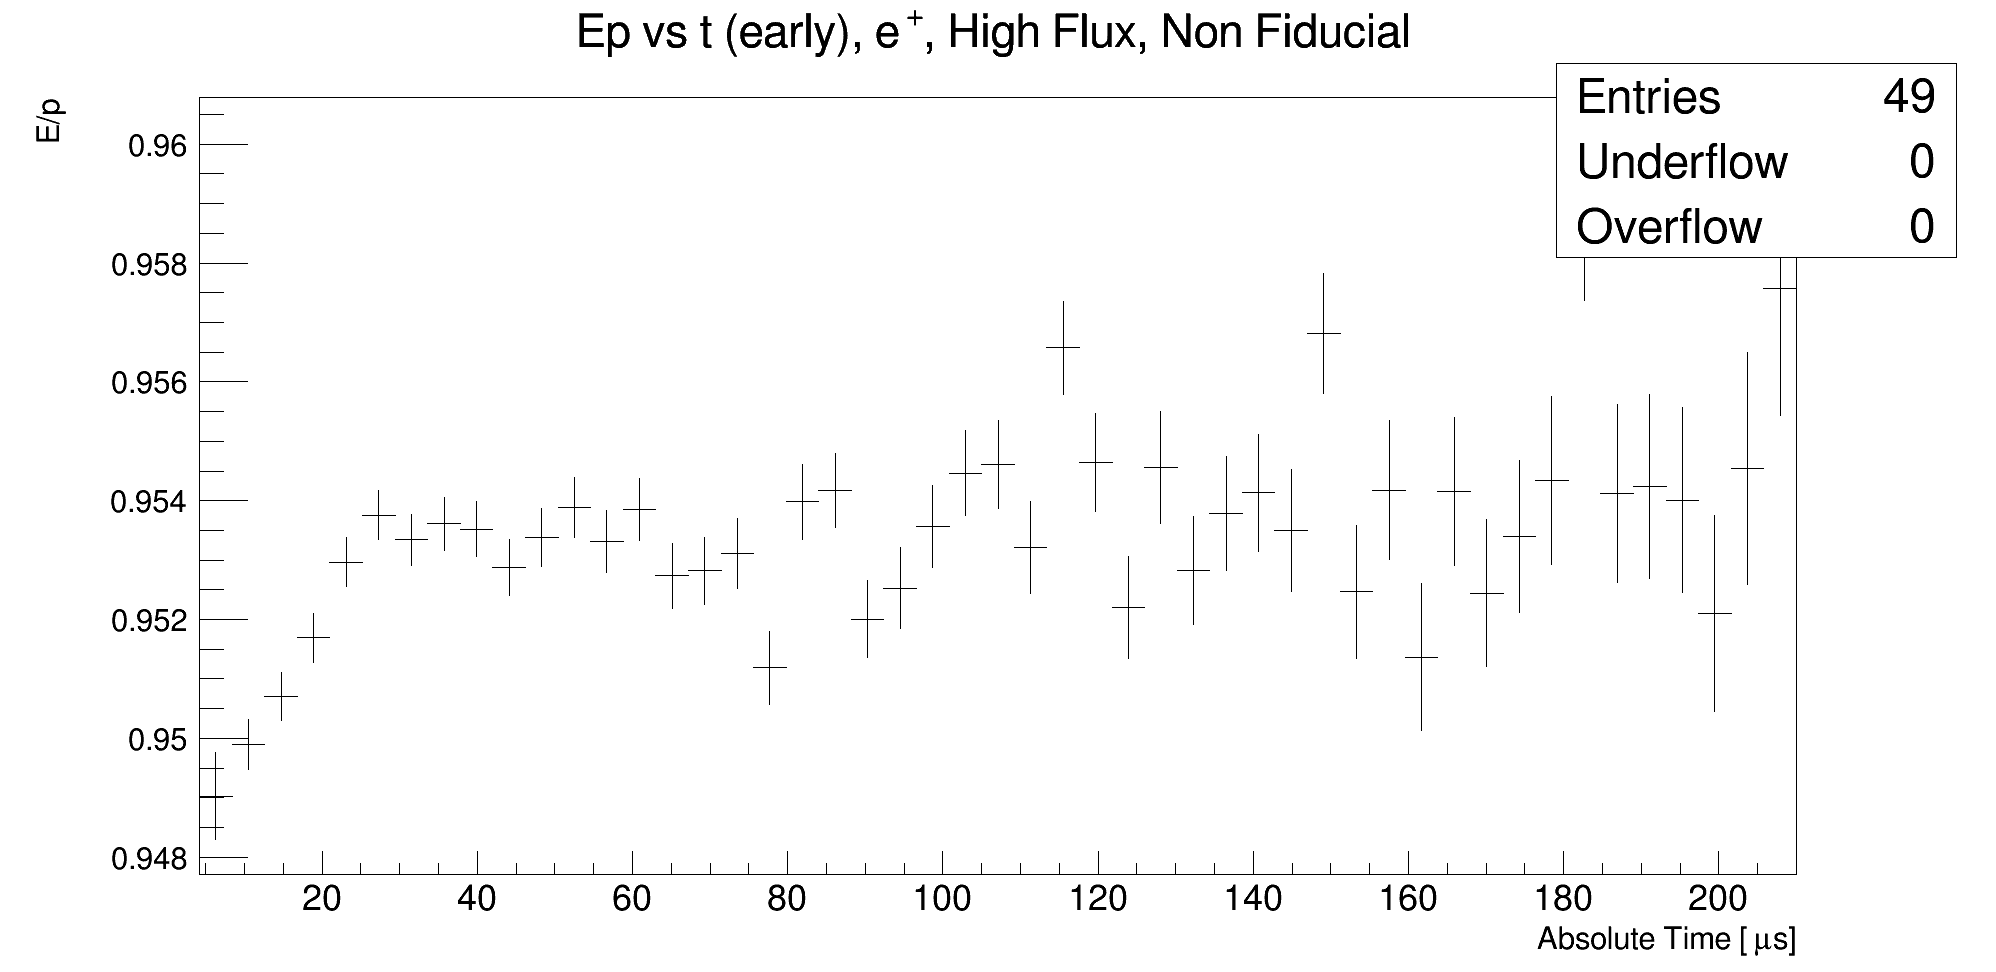 Ep vs t (early), e+, High Flux, Non Fiducial
Entries 49
Underflow 0
Overflow 0
E/p
0.96
0.958
0.956
0.954
0.952
0.95
0.948
20 40 60 80 100 120 140 160 180 200
Absolute Time [ μs]